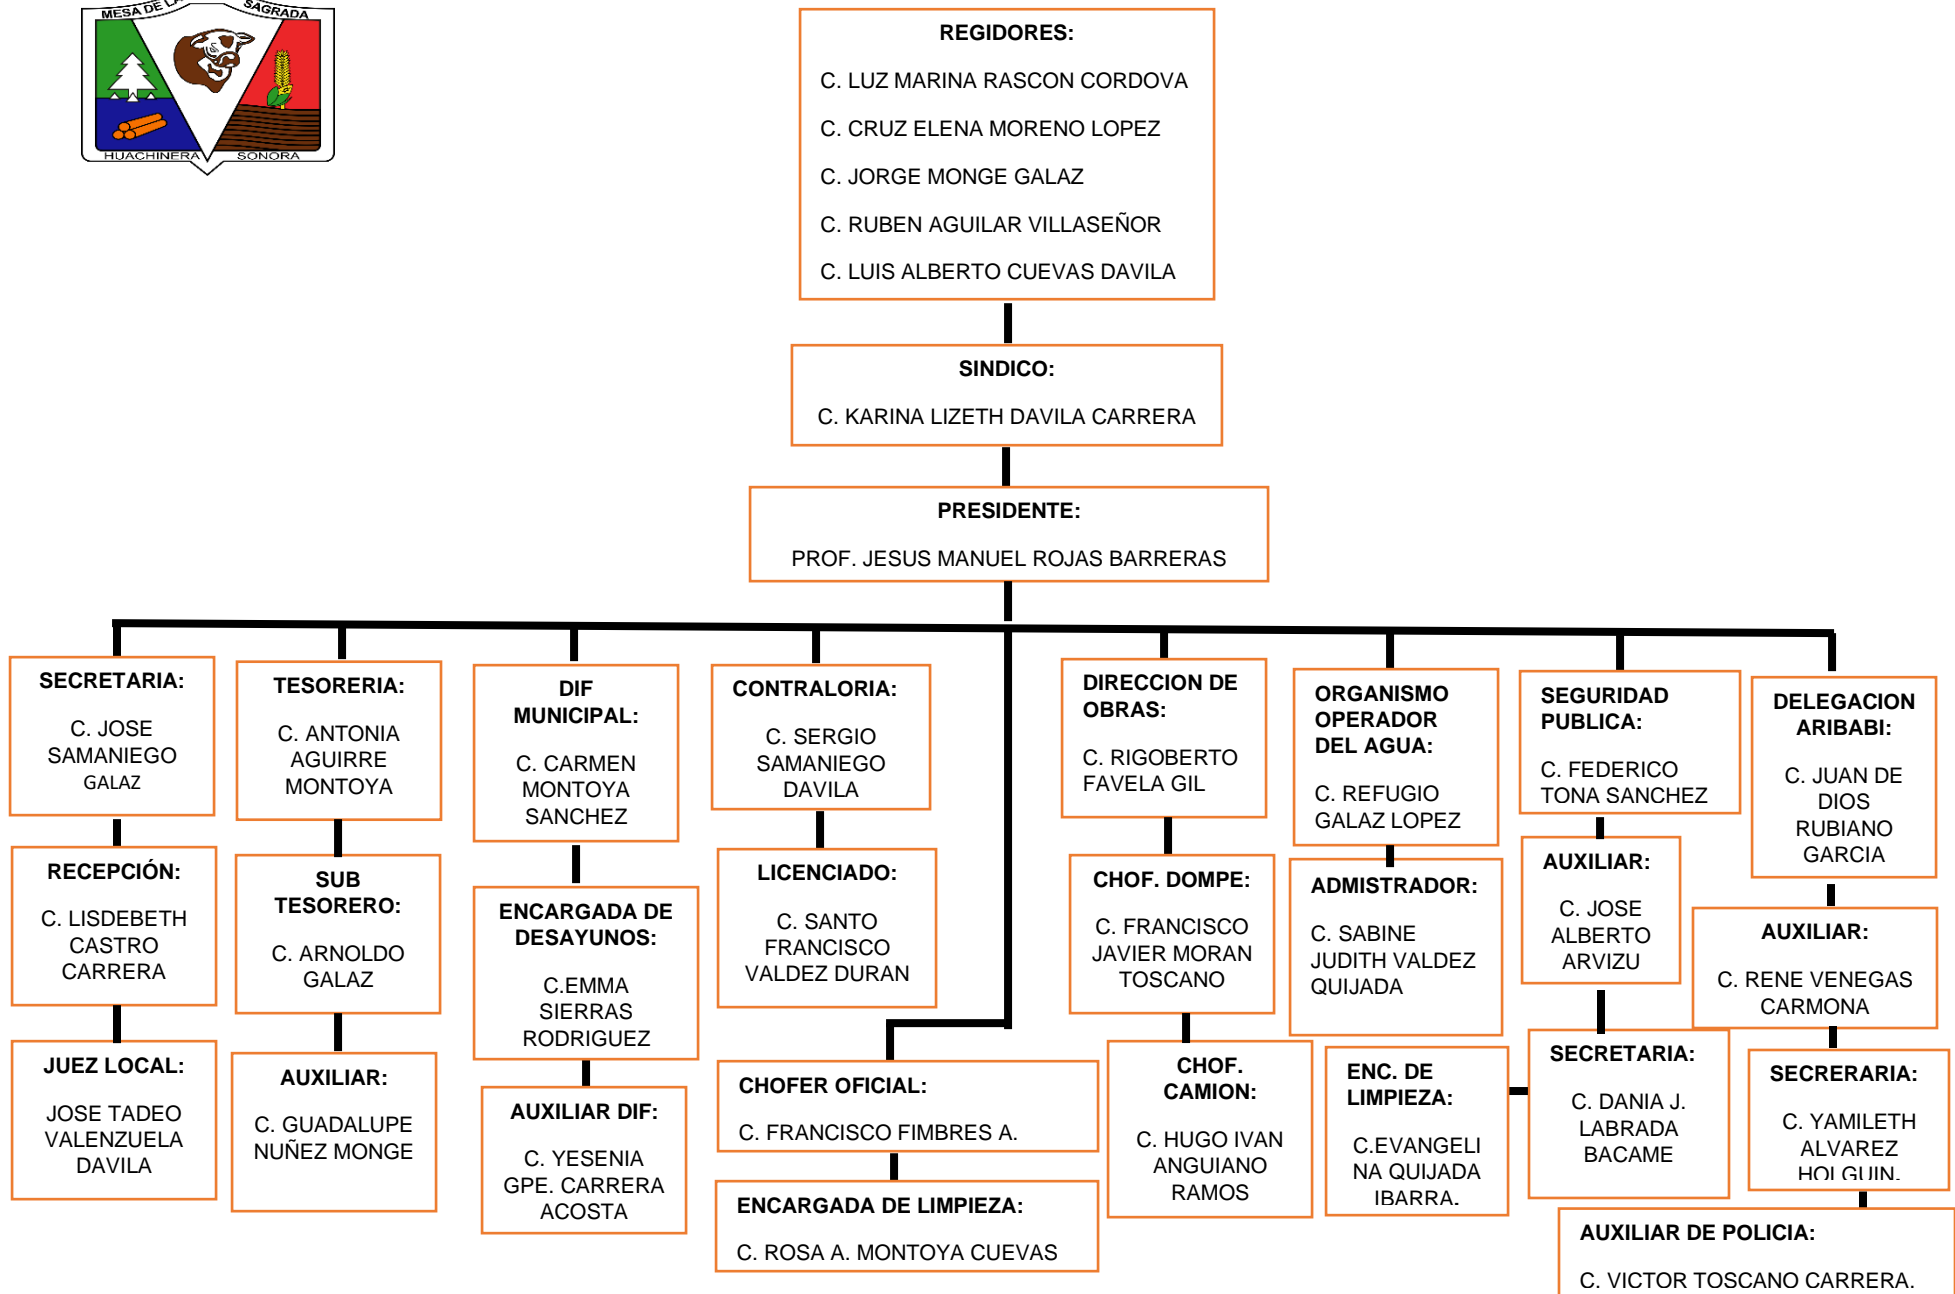 MESA DE LA
SAGRADA
HUACHINERA SONORA
REGIDORES:
C. LUZ MARINA RASCON CORDOVA
C. CRUZ ELENA MORENO LOPEZ
C. JORGE MONGE GALAZ
C. RUBEN AGUILAR VILLASEÑOR
C. LUIS ALBERTO CUEVAS DAVILA
SINDICO:
C. KARINA LIZETH DAVILA CARRERA
PRESIDENTE:
PROF. JESUS MANUEL ROJAS BARRERAS
SECRETARIA:
C. JOSE
SAMANIEGO
GALAZ
RECEPCIÓN:
C. LISDEBETH
CASTRO
CARRERA
JUEZ LOCAL:
JOSE TADEO
VALENZUELA
DAVILA
TESORERIA:
C. ANTONIA
AGUIRRE
MONTOYA
SUB
TESORERO:
C. ARNOLDO
GALAZ
AUXILIAR:
C. GUADALUPE
NUÑEZ MONGE
DIF
MUNICIPAL:
C. CARMEN
MONTOYA
SANCHEZ
ENCARGADA DE
DESAYUNOS:
C.EMMA
SIERRAS
RODRIGUEZ
AUXILIAR DIF:
C. YESENIA
GPE. CARRERA
ACOSTA
CONTRALORIA:
C. SERGIO
SAMANIEGO
DAVILA
LICENCIADO:
C. SANTO
FRANCISCO
VALDEZ DURAN
CHOFER OFICIAL:
C. FRANCISCO FIMBRES A.
ENCARGADA DE LIMPIEZA:
C. ROSA A. MONTOYA CUEVAS
DIRECCION DE
OBRAS:
C. RIGOBERTO
FAVELA GIL
CHOF. DOMPE:
C. FRANCISCO
JAVIER MORAN
TOSCANO
CHOF.
CAMION:
C. HUGO IVAN
ANGUIANO
RAMOS
ORGANISMO
OPERADOR
DEL AGUA:
C. REFUGIO
GALAZ LOPEZ
ADMISTRADOR:
C. SABINE
JUDITH VALDEZ
QUIJADA
ENC. DE
LIMPIEZA:
C.EVANGELI
NA QUIJADA
IBARRA.
SEGURIDAD
PUBLICA:
C. FEDERICO
TONA SANCHEZ
AUXILIAR:
C. JOSE
ALBERTO
ARVIZU
SECRETARIA:
C. DANIA J.
LABRADA
BACAME
DELEGACION
ARIBABI:
C. JUAN DE
DIOS
RUBIANO
GARCIA
AUXILIAR:
C. RENE VENEGAS
CARMONA
SECRERARIA:
C. YAMILETH
ALVAREZ
HOLGUIN.
AUXILIAR DE POLICIA:
C. VICTOR TOSCANO CARRERA.